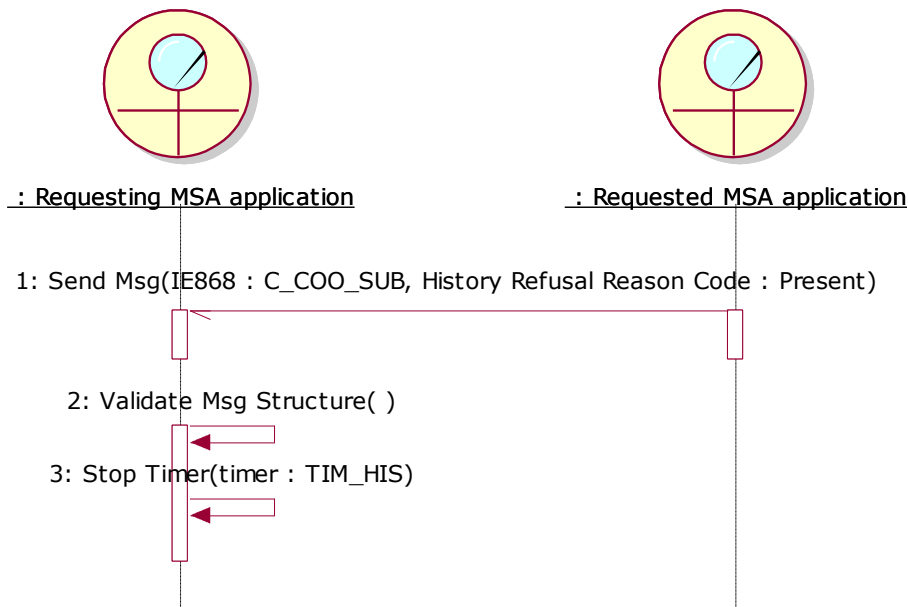 : Requesting MSA application
: Requested MSA application
1: Send Msg(IE868 : C_COO_SUB, History Refusal Reason Code : Present)
2: Validate Msg Structure( )
3: Stop Timer(timer : TIM_HIS)